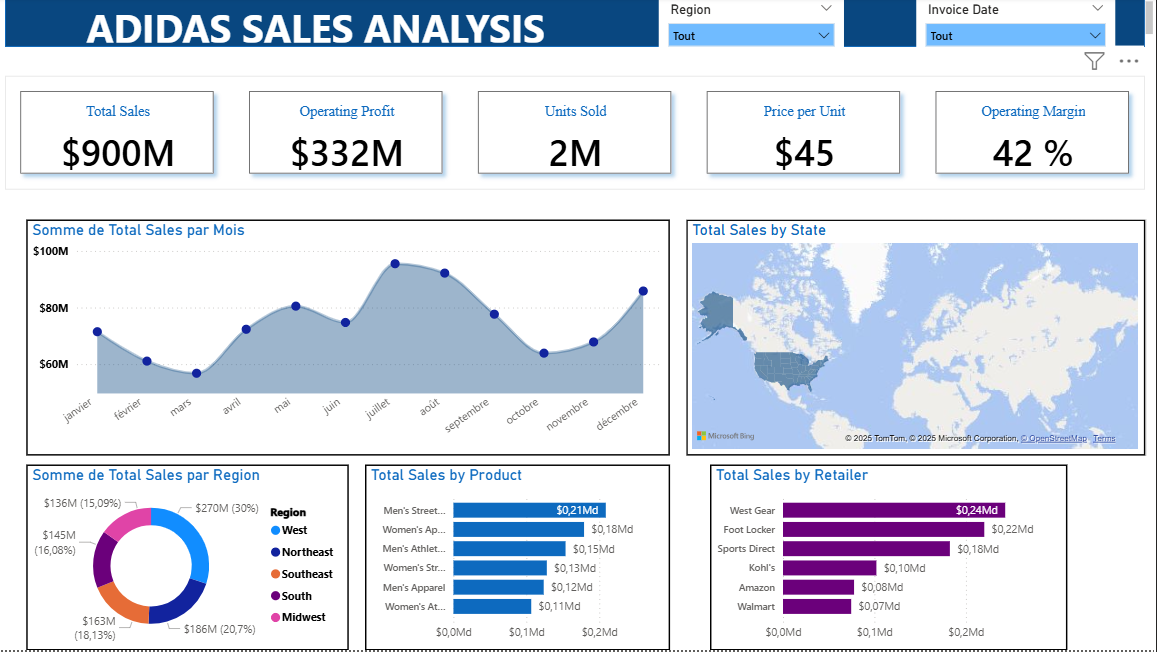 ADIDAS SALES ANALYSIS
Region
Tout
Invoice Date
Tout
Total Sales
$900M
Operating Profit
$332M
Units Sold
2M
Price per Unit
$45
Operating Margin
42 %
Somme de Total Sales par Mois
$100M
$80M
$60M
janvier
février
mars
avril
mai
juin
juillet
août
septembre
octobre
novembre
décembre
Total Sales by State
Microsoft Bing
© 2025 TomTom, © 2025 Microsoft Corporation, © OpenStreetMap Terms
Somme de Total Sales par Region
$136M (15,09%)
$270M (30%)
$145M
(16,08%)
$163M
(18,13%)
$186M (20,7%)
Region
West
Northeast
Southeast
South
Midwest
Total Sales by Product
Men's Street... $0,21Md
Women's Ap... $0,18Md
Men's Athlet... $0,15Md
Women's Str... $0,13Md
Men's Apparel $0,12Md
Women's At... $0,11Md
$0,0Md $0,1Md $0,2Md
Total Sales by Retailer
West Gear $0,24Md
Foot Locker $0,22Md
Sports Direct $0,18Md
Kohl's $0,10Md
Amazon $0,08Md
Walmart $0,07Md
$0,0Md $0,1Md $0,2Md